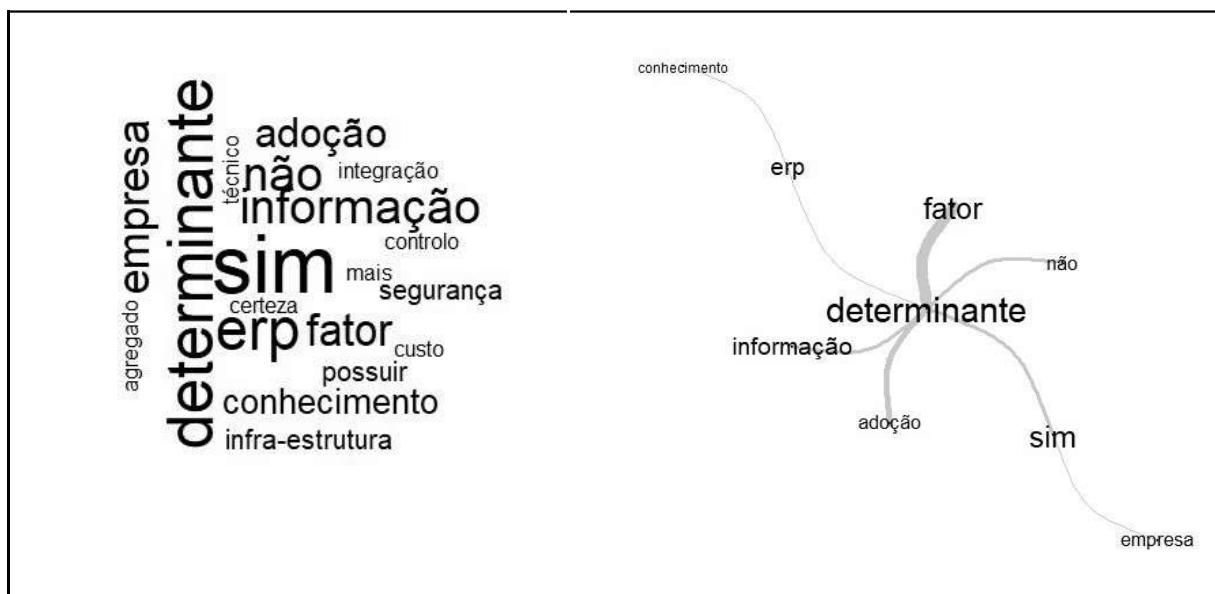 empresa
agregado
determinante
técnico
adoção
não
integração
informação
controlo
sim
mais
segurança
certeza
erp
fator
custo
possuir
conhecimento
infra-estrutura
conhecimento
erp
fator
não
determinante
informação
adoção
sim
empresa